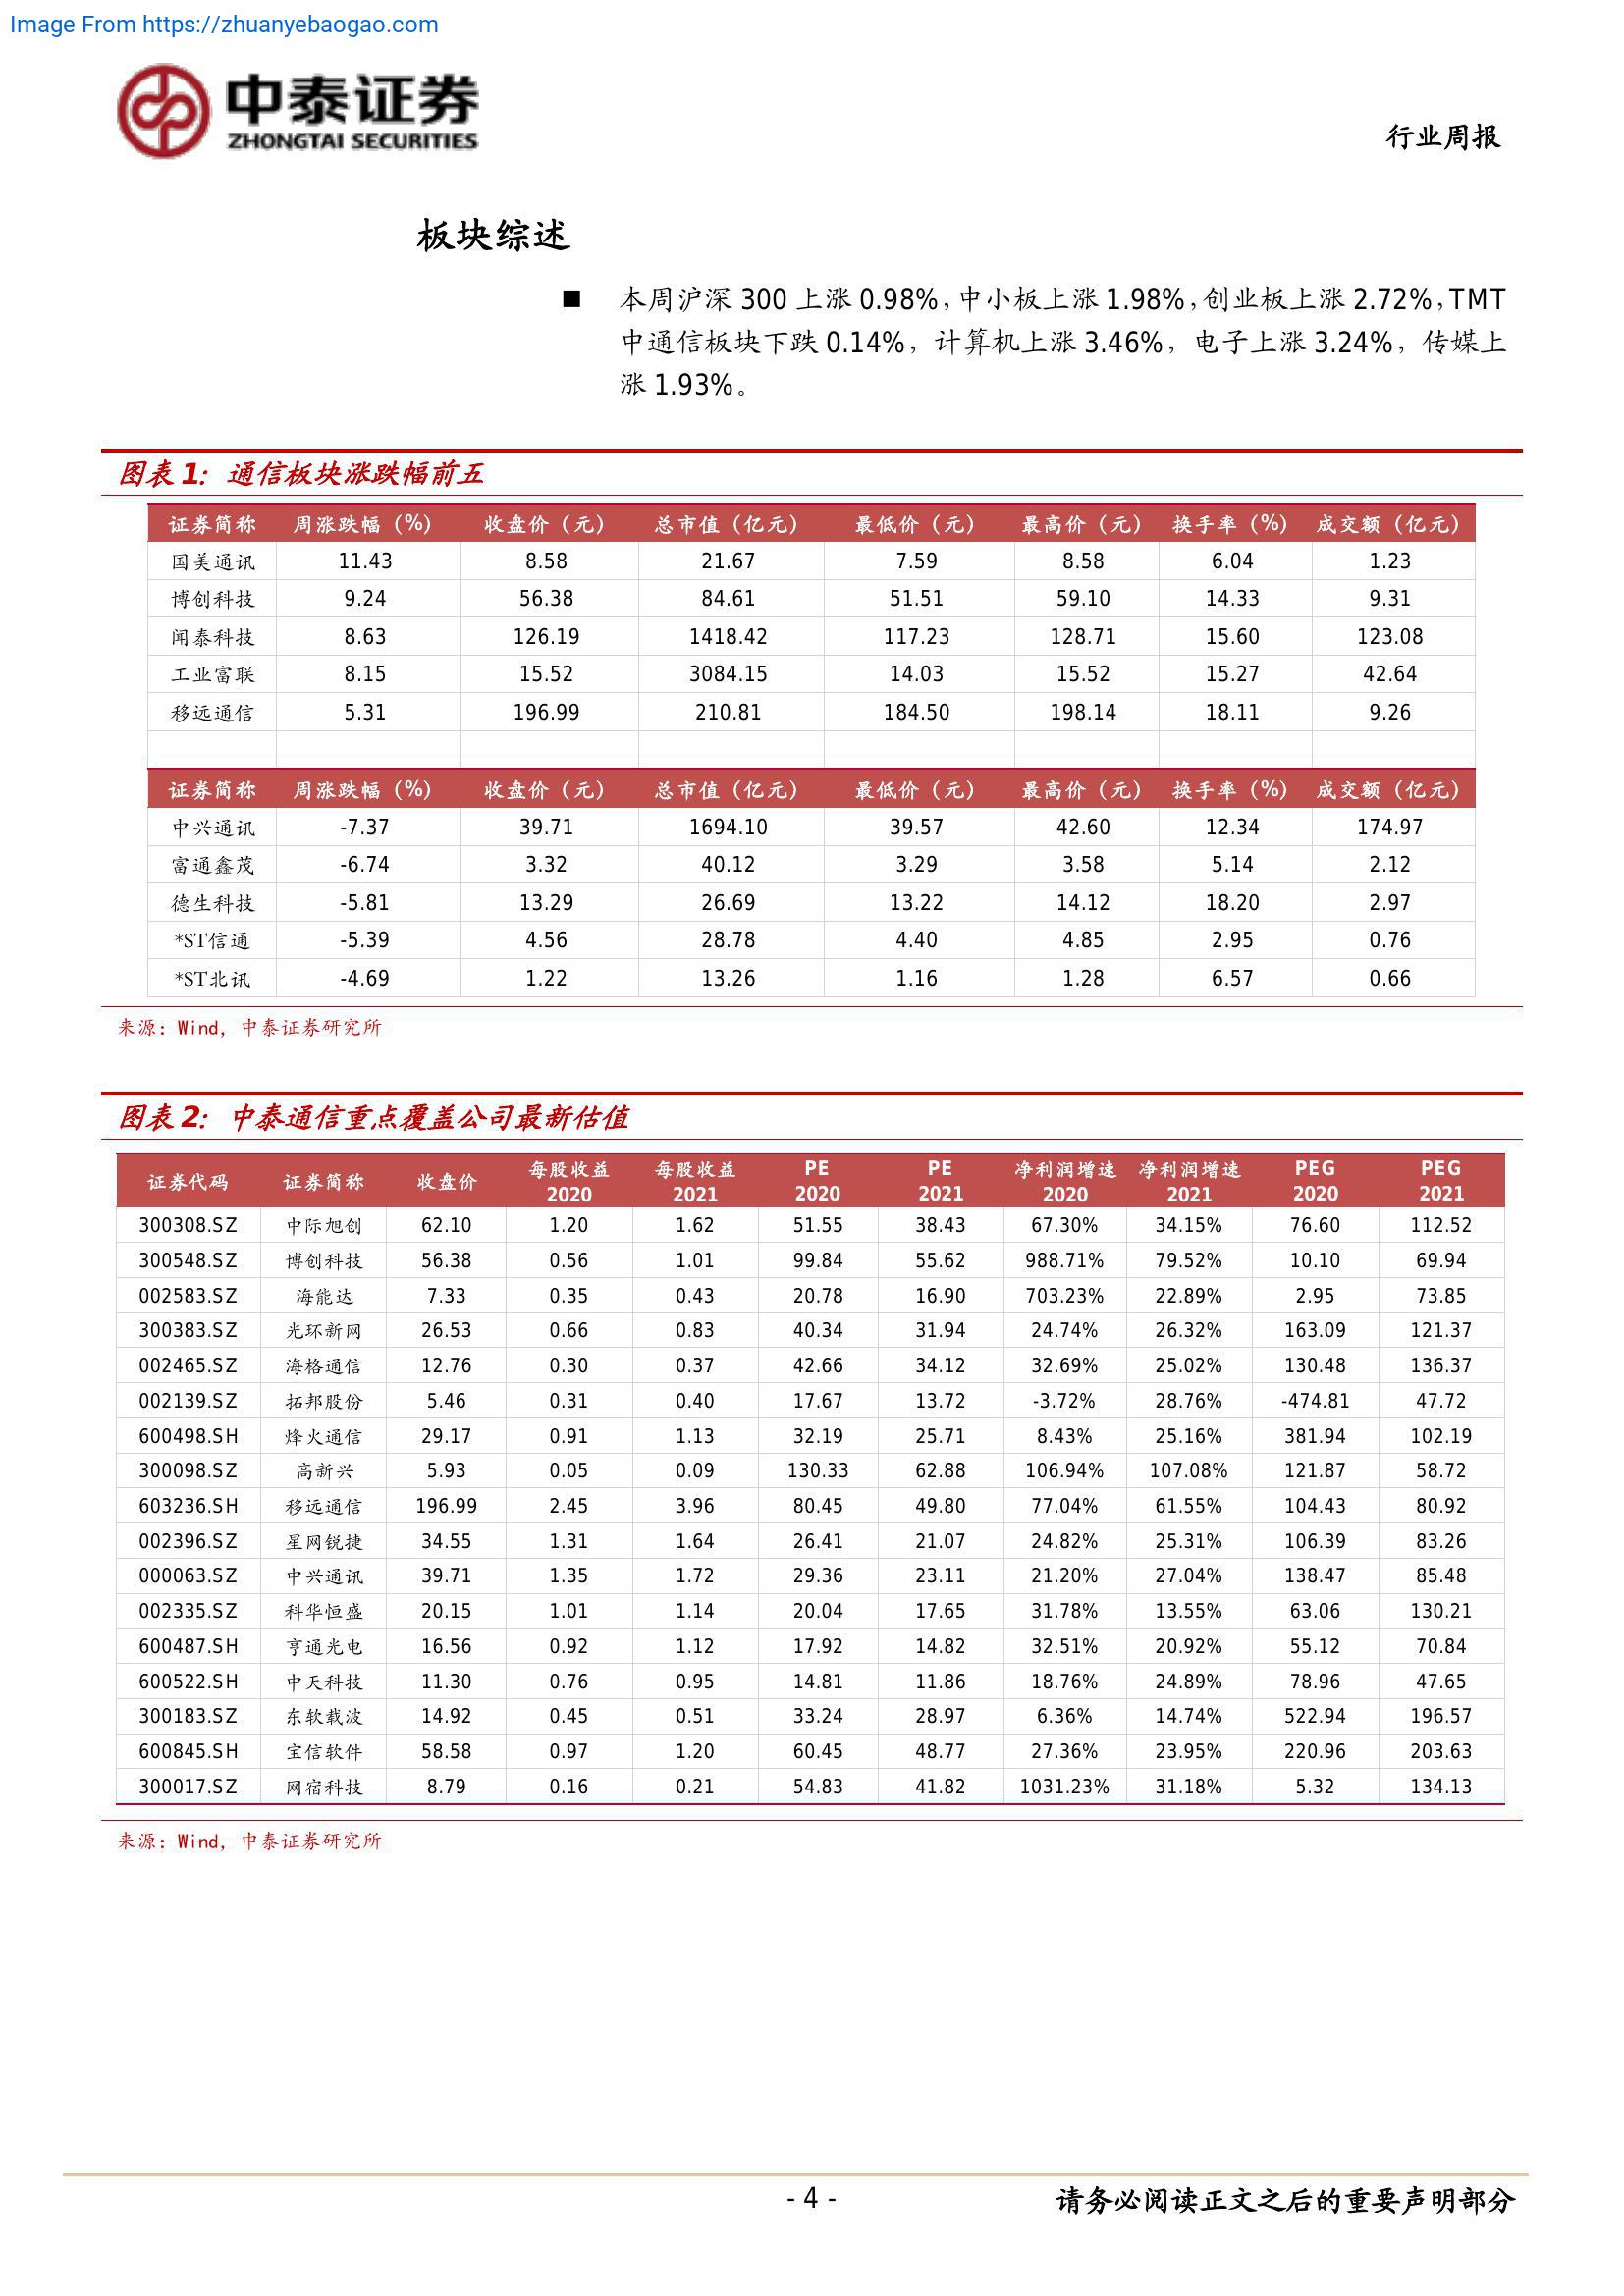 Image From https://zhuanyebaogao.com
中泰证券
ZHONGTAI SECURITIES
行业周报
板块综述
■ 本周沪深 300 上涨 0.98%，中小板上涨 1.98%，创业板上涨 2.72%，TMT
中通信板块下跌 0.14%，计算机上涨 3.46%，电子上涨 3.24%，传媒上
涨 1.93%。
图表 1：通信板块涨跌幅前五
证券简称 周涨跌幅（%） 收盘价（元） 总市值（亿元） 最低价（元） 最高价（元） 换手率（%） 成交额（亿元）
国美通讯 11.43 8.58 21.67 7.59 8.58 6.04 1.23
博创科技 9.24 56.38 84.61 51.51 59.10 14.33 9.31
闻泰科技 8.63 126.19 1418.42 117.23 128.71 15.60 123.08
工业富联 8.15 15.52 3084.15 14.03 15.52 15.27 42.64
移远通信 5.31 196.99 210.81 184.50 198.14 18.11 9.26
证券简称 周涨跌幅（%） 收盘价（元） 总市值（亿元） 最低价（元） 最高价（元） 换手率（%） 成交额（亿元）
中兴通讯 -7.37 39.71 1694.10 39.57 42.60 12.34 174.97
富通鑫茂 -6.74 3.32 40.12 3.29 3.58 5.14 2.12
德生科技 -5.81 13.29 26.69 13.22 14.12 18.20 2.97
*ST信通 -5.39 4.56 28.78 4.40 4.85 2.95 0.76
*ST北讯 -4.69 1.22 13.26 1.16 1.28 6.57 0.66
来源：Wind，中泰证券研究所
图表 2：中泰通信重点覆盖公司最新估值
证券代码 证券简称 收盘价 每股收益 每股收益 PE PE 净利润增速 净利润增速 PEG PEG
2020 2021 2020 2021 2020 2021 2020 2021
300308.SZ 中际旭创 62.10 1.20 1.62 51.55 38.43 67.30% 34.15% 76.60 112.52
300548.SZ 博创科技 56.38 0.56 1.01 99.84 55.62 988.71% 79.52% 10.10 69.94
002583.SZ 海能达 7.33 0.35 0.43 20.78 16.90 703.23% 22.89% 2.95 73.85
300383.SZ 光环新网 26.53 0.66 0.83 40.34 31.94 24.74% 26.32% 163.09 121.37
002465.SZ 海格通信 12.76 0.30 0.37 42.66 34.12 32.69% 25.02% 130.48 136.37
002139.SZ 拓邦股份 5.46 0.31 0.40 17.67 13.72 -3.72% 28.76% -474.81 47.72
600498.SH 烽火通信 29.17 0.91 1.13 32.19 25.71 8.43% 25.16% 381.94 102.19
300098.SZ 高新兴 5.93 0.05 0.09 130.33 62.88 106.94% 107.08% 121.87 58.72
603236.SH 移远通信 196.99 2.45 3.96 80.45 49.80 77.04% 61.55% 104.43 80.92
002396.SZ 星网锐捷 34.55 1.31 1.64 26.41 21.07 24.82% 25.31% 106.39 83.26
000063.SZ 中兴通讯 39.71 1.35 1.72 29.36 23.11 21.20% 27.04% 138.47 85.48
002335.SZ 科华恒盛 20.15 1.01 1.14 20.04 17.65 31.78% 13.55% 63.06 130.21
600487.SH 亨通光电 16.56 0.92 1.12 17.92 14.82 32.51% 20.92% 55.12 70.84
600522.SH 中天科技 11.30 0.76 0.95 14.81 11.86 18.76% 24.89% 78.96 47.65
300183.SZ 东软载波 14.92 0.45 0.51 33.24 28.97 6.36% 14.74% 522.94 196.57
600845.SH 宝信软件 58.58 0.97 1.20 60.45 48.77 27.36% 23.95% 220.96 203.63
300017.SZ 网宿科技 8.79 0.16 0.21 54.83 41.82 1031.23% 31.18% 5.32 134.13
来源：Wind，中泰证券研究所
- 4 -
请务必阅读正文之后的重要声明部分